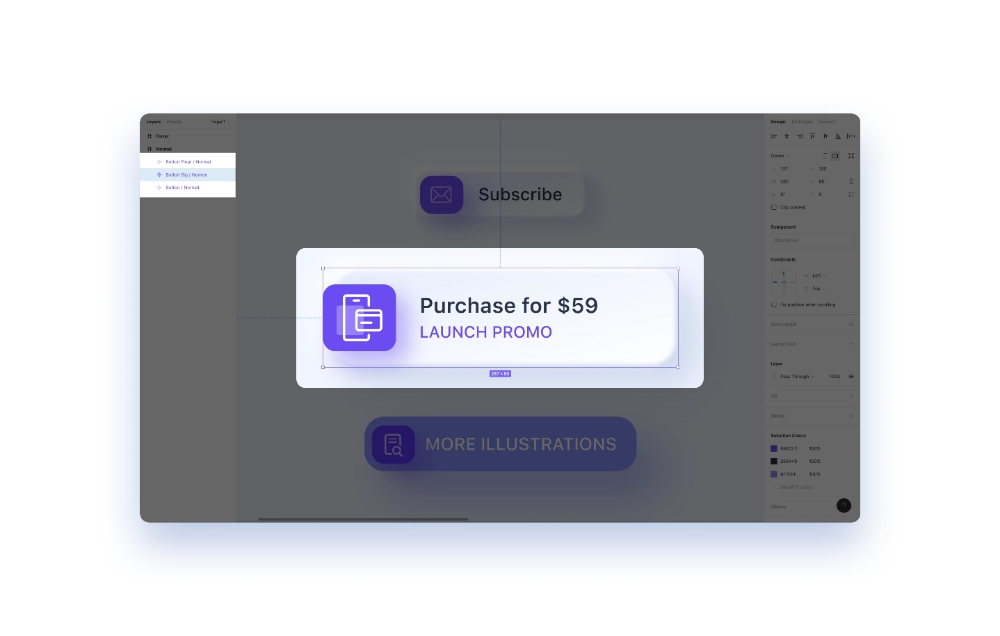 Layers Assets Page 1
Hover
Normal
Button Float / Normal
Button Big / Normal
Button / Normal
Subscribe
Purchase for $59
LAUNCH PROMO
287 × 80
MORE ILLUSTRATIONS
Design Prototype Inspect
Frame
X 107 Y 120
W 287 H 80
0° 0
Clip content
Component
Description
Constraints
Left
Top
Fix position when scrolling
Auto Layout
Layout Grid
Layer
Pass Through 100%
Fill
Stroke
Selection Colors
684CF2 100%
293449 100%
977DFF 100%
See all 5 colors
Effects
?